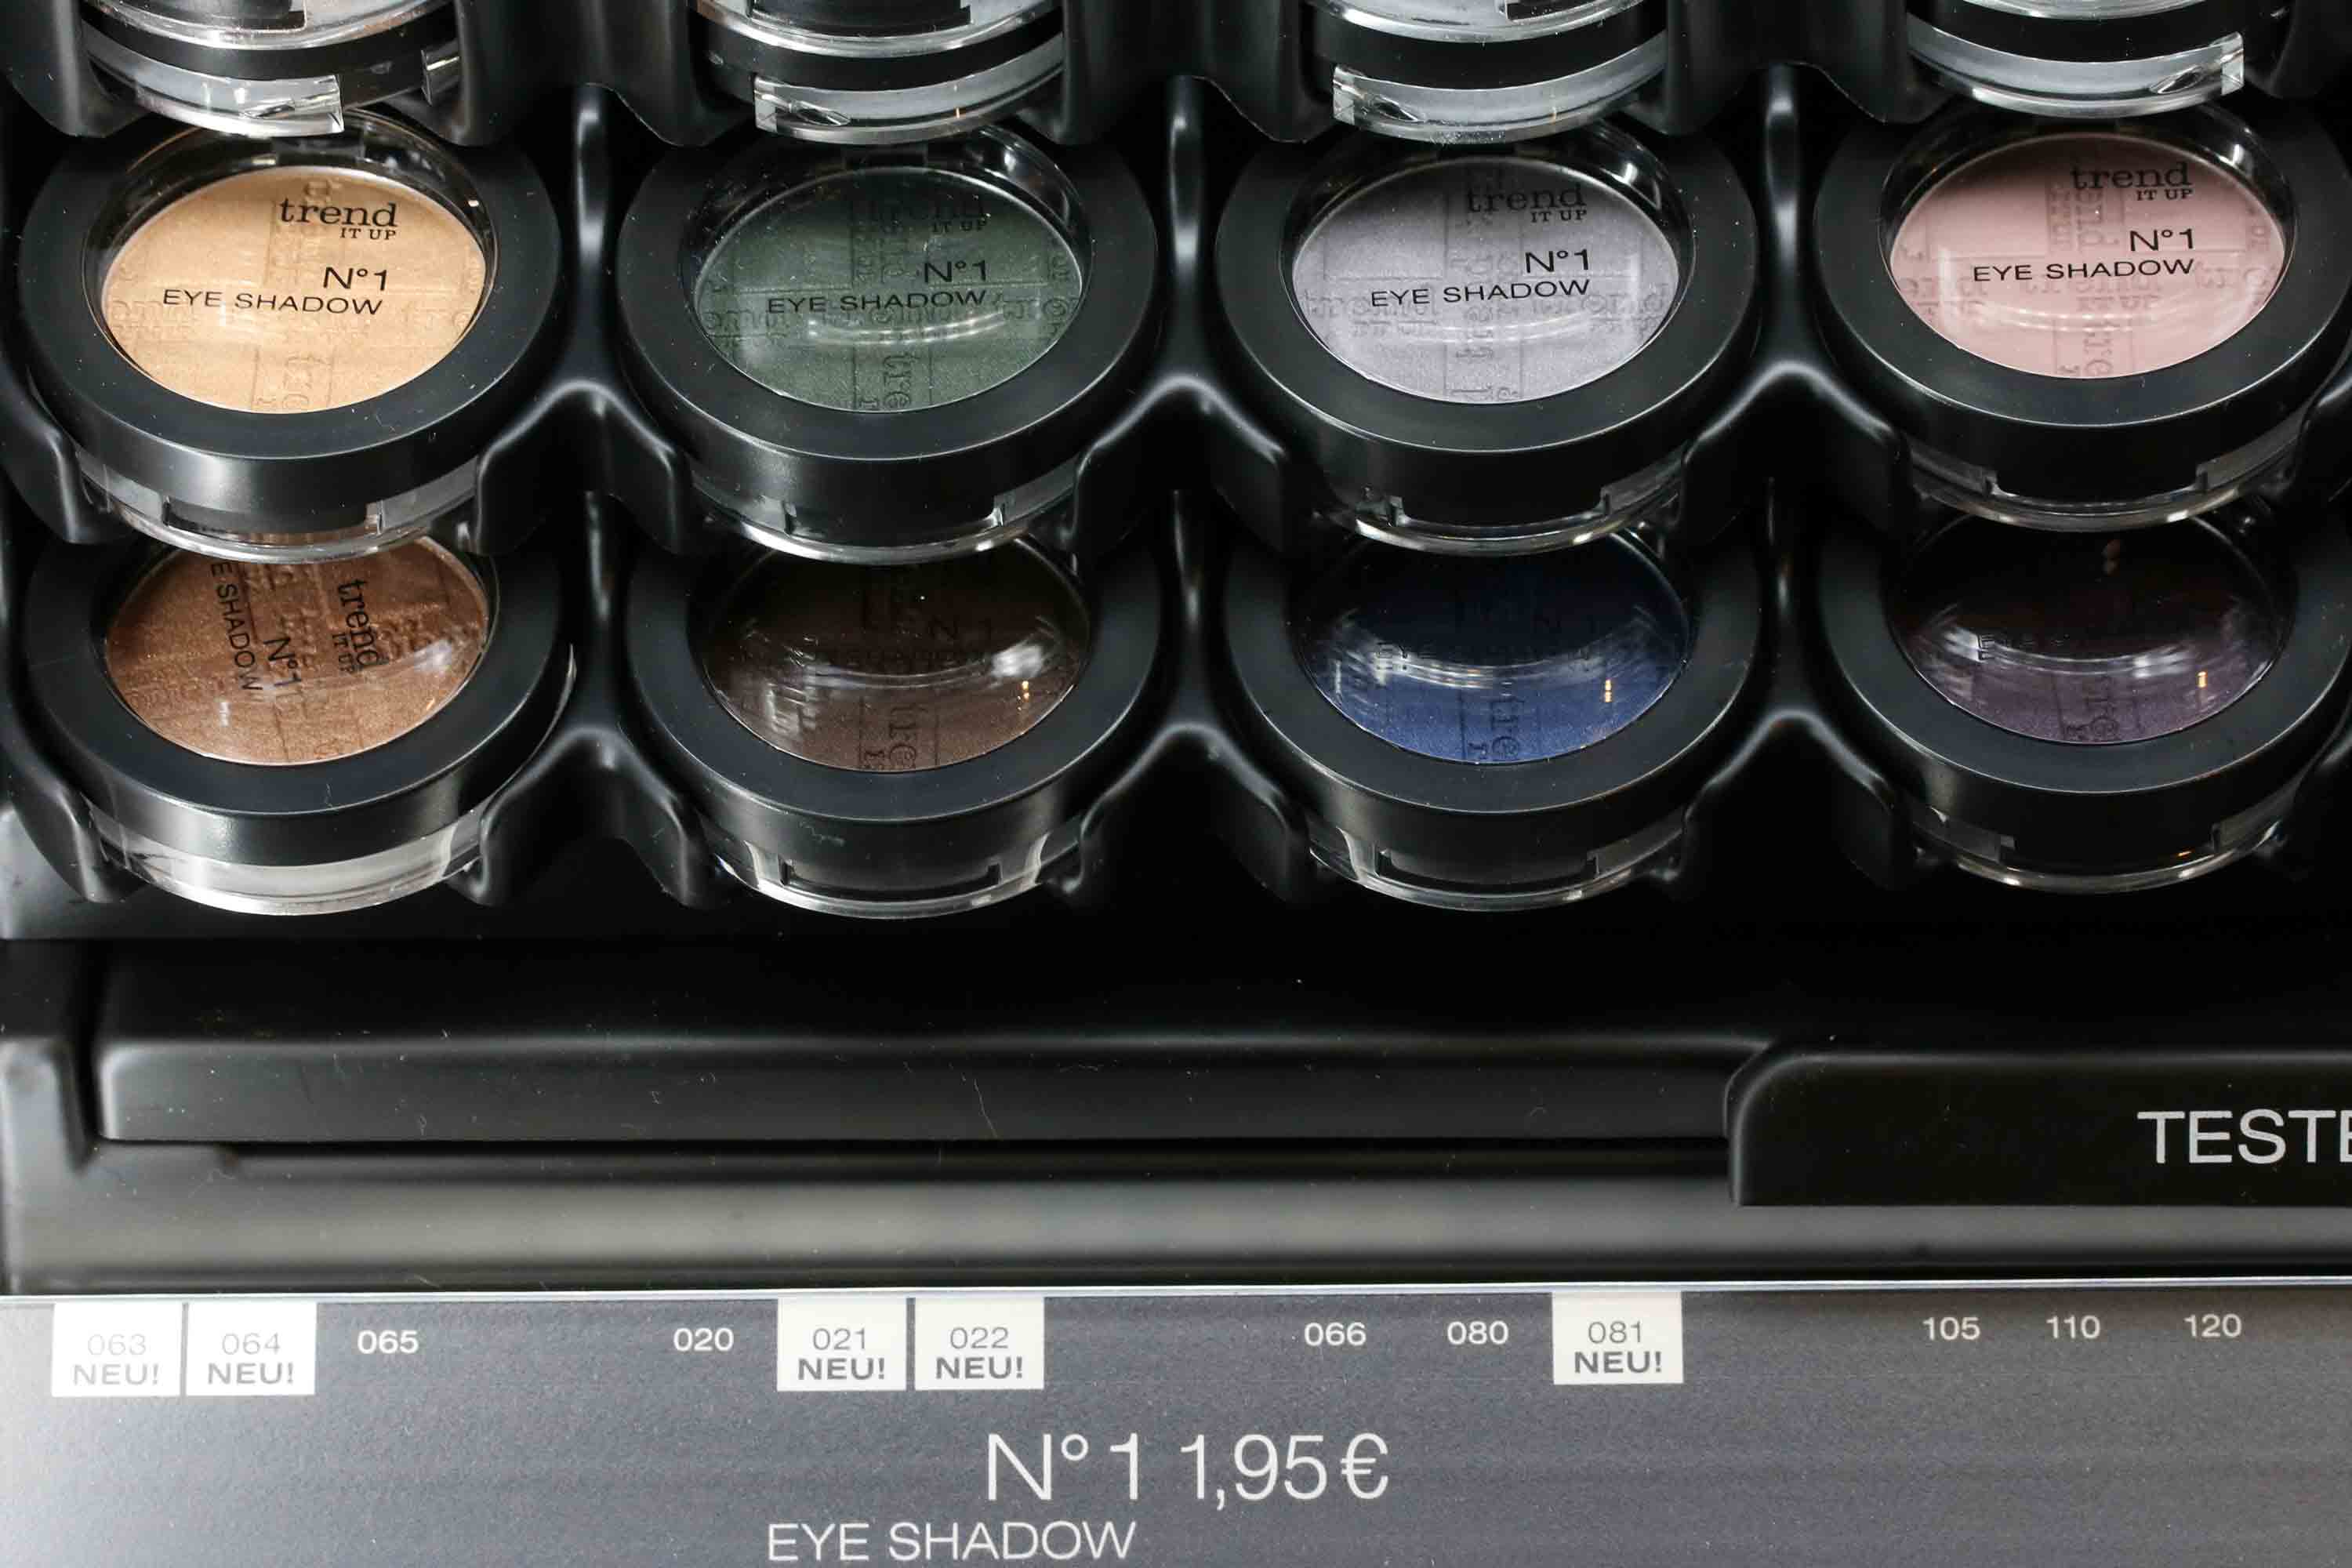 trend
IT UP
N°1
EYE SHADOW
trend
IT UP
N°1
EYE SHADOW
trend
IT UP
N°1
EYE SHADOW
trend
IT UP
N°1
EYE SHADOW
trend
IT UP
N°1
E SHADOW
TESTE
063 064 065 020 021 022 066 080 081 105 110 120
NEU! NEU! NEU! NEU! NEU!
N°1 1,95€
EYE SHADOW